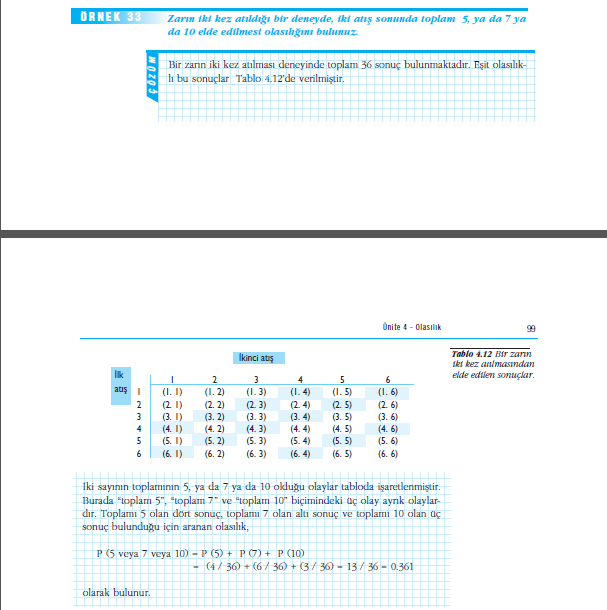 ÖRNEK 33
Zarın iki kez atıldığı bir deneyde, iki atış sonunda toplam 5, ya da 7 ya
da 10 elde edilmesi olasılığını bulunuz.
ÇÖZÜM
Bir zarın iki kez atılması deneyinde toplam 36 sonuç bulunmaktadır. Eşit olasılık-
lı bu sonuçlar Tablo 4.12'de verilmiştir.
Ünite 4 - Olasılık 99
Tablo 4.12 Bir zarın
iki kez atılmasından
elde edilen sonuçlar.
İkinci atış
İlk
atış
1 2 3 4 5 6
1 (1. 1) (1. 2) (1. 3) (1. 4) (1. 5) (1. 6)
2 (2. 1) (2. 2) (2. 3) (2. 4) (2. 5) (2. 6)
3 (3. 1) (3. 2) (3. 3) (3. 4) (3. 5) (3. 6)
4 (4. 1) (4. 2) (4. 3) (4. 4) (4. 5) (4. 6)
5 (5. 1) (5. 2) (5. 3) (5. 4) (5. 5) (5. 6)
6 (6. 1) (6. 2) (6. 3) (6. 4) (6. 5) (6. 6)
İki sayının toplamının 5, ya da 7 ya da 10 olduğu olaylar tabloda işaretlenmiştir.
Burada "toplam 5", "toplam 7" ve "toplam 10" biçimindeki üç olay ayrık olaylar-
dır. Toplamı 5 olan dört sonuç, toplamı 7 olan altı sonuç ve toplamı 10 olan üç
sonuç bulunduğu için aranan olasılık,
P (5 veya 7 veya 10) = P (5) + P (7) + P (10)
= (4 / 36) + (6 / 36) + (3 / 36) = 13 / 36 = 0.361
olarak bulunur.